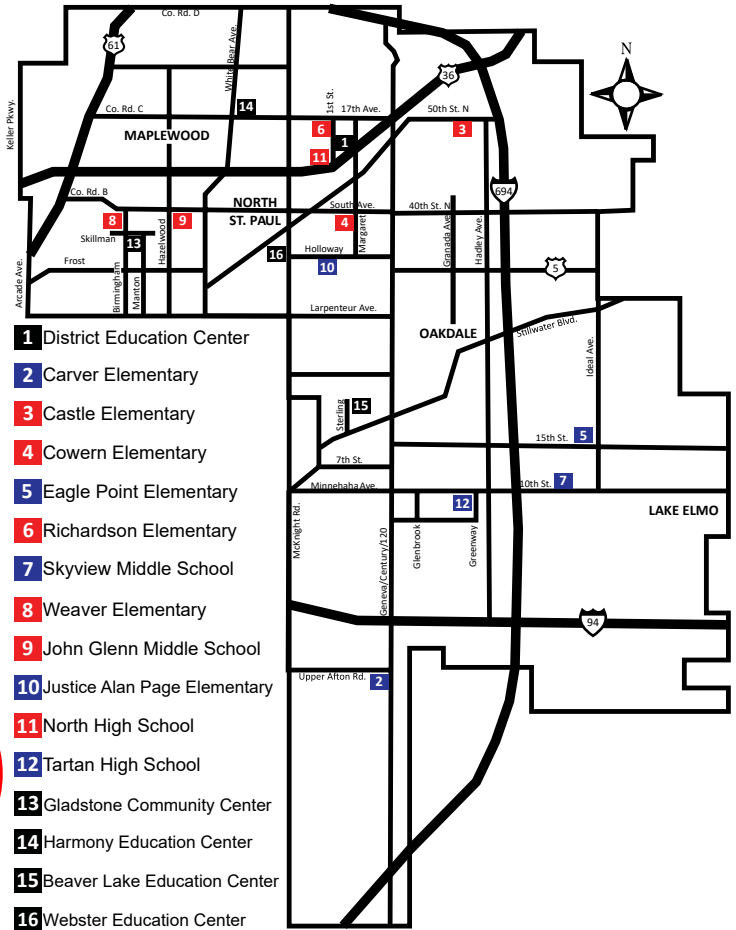 Co. Rd. D
61
White Bear Ave.
36
N
Keller Pkwy.
Co. Rd. C
14
1st St.
17th Ave.
50th St. N
MAPLEWOOD
6
1
3
11
694
Co. Rd. B
NORTH
ST. PAUL
South Ave.
40th St. N
8
9
4
Skillman
13
Hazelwood
Margaret
Granada Ave.
Hadley Ave.
16
Holloway
Frost
10
5
Arcade Ave.
Birmingham
Manton
Larpenteur Ave.
OAKDALE
Stillwater Blvd.
Ideal Ave.
Sterling
15
15th St.
5
7th St.
Minnehaha Ave.
10th St.
7
LAKE ELMO
McKnight Rd.
Geneva/Century/120
Glenbrook
12
Greenway
94
Upper Afton Rd.
2
1 District Education Center
2 Carver Elementary
3 Castle Elementary
4 Cowern Elementary
5 Eagle Point Elementary
6 Richardson Elementary
7 Skyview Middle School
8 Weaver Elementary
9 John Glenn Middle School
10 Justice Alan Page Elementary
11 North High School
12 Tartan High School
13 Gladstone Community Center
14 Harmony Education Center
15 Beaver Lake Education Center
16 Webster Education Center